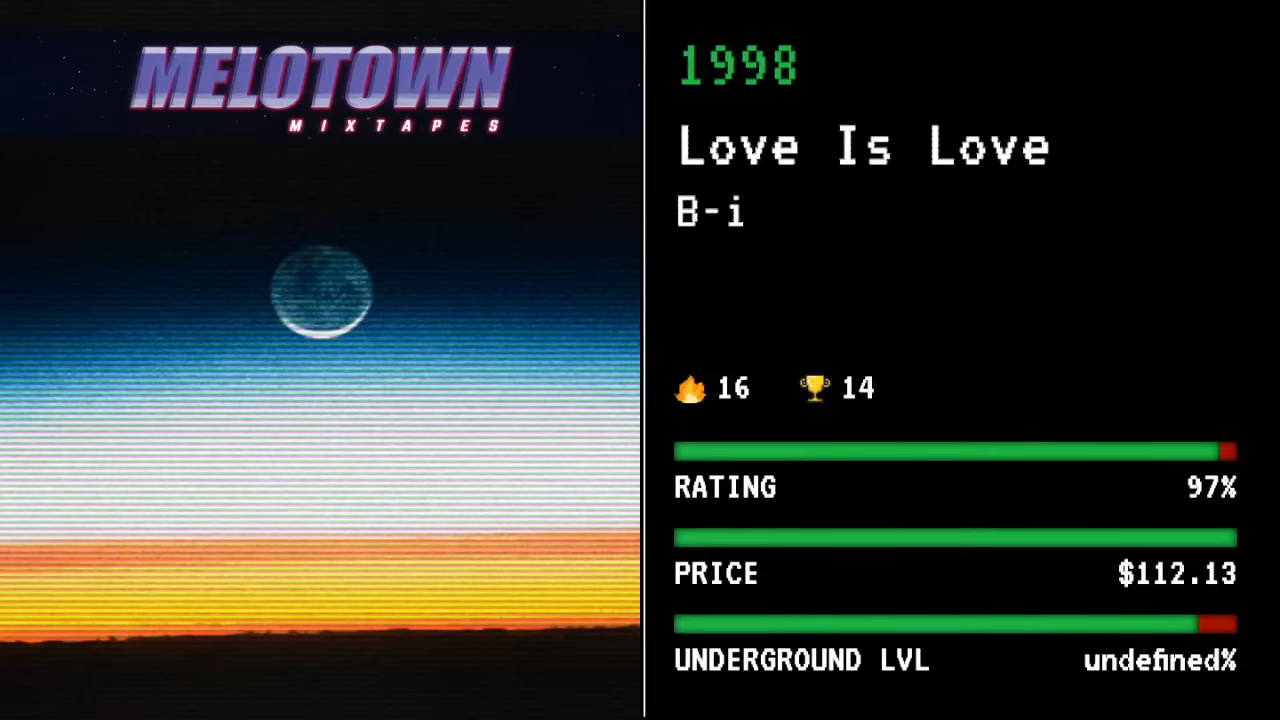 MELOTOWN
MIXTAPES
1998
Love Is Love
B-i
16 14
RATING 97%
PRICE $112.13
UNDERGROUND LVL undefined%